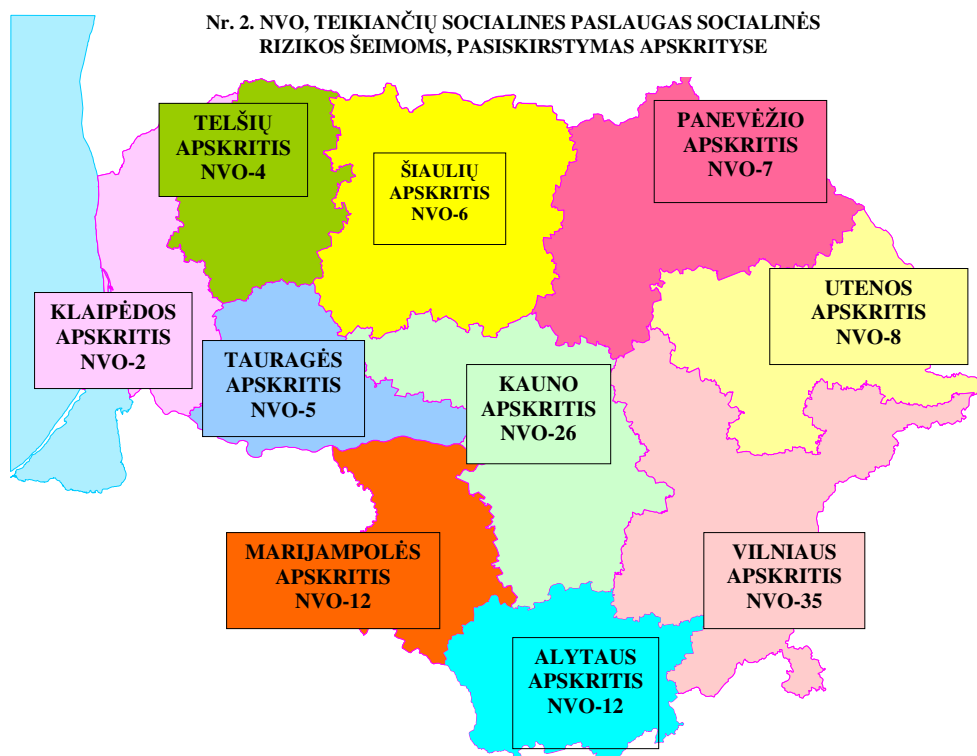 Nr. 2. NVO, TEIKIANČIŲ SOCIALINES PASLAUGAS SOCIALINĖS
RIZIKOS ŠEIMOMS, PASISKIRSTYMAS APSKRITYSE
TELŠIŲ
APSKRITIS
NVO-4
ŠIAULIŲ
APSKRITIS
NVO-6
PANEVĖŽIO
APSKRITIS
NVO-7
KLAIPĖDOS
APSKRITIS
NVO-2
TAURAGĖS
APSKRITIS
NVO-5
KAUNO
APSKRITIS
NVO-26
UTENOS
APSKRITIS
NVO-8
MARIJAMPOLĖS
APSKRITIS
NVO-12
VILNIAUS
APSKRITIS
NVO-35
ALYTAUS
APSKRITIS
NVO-12